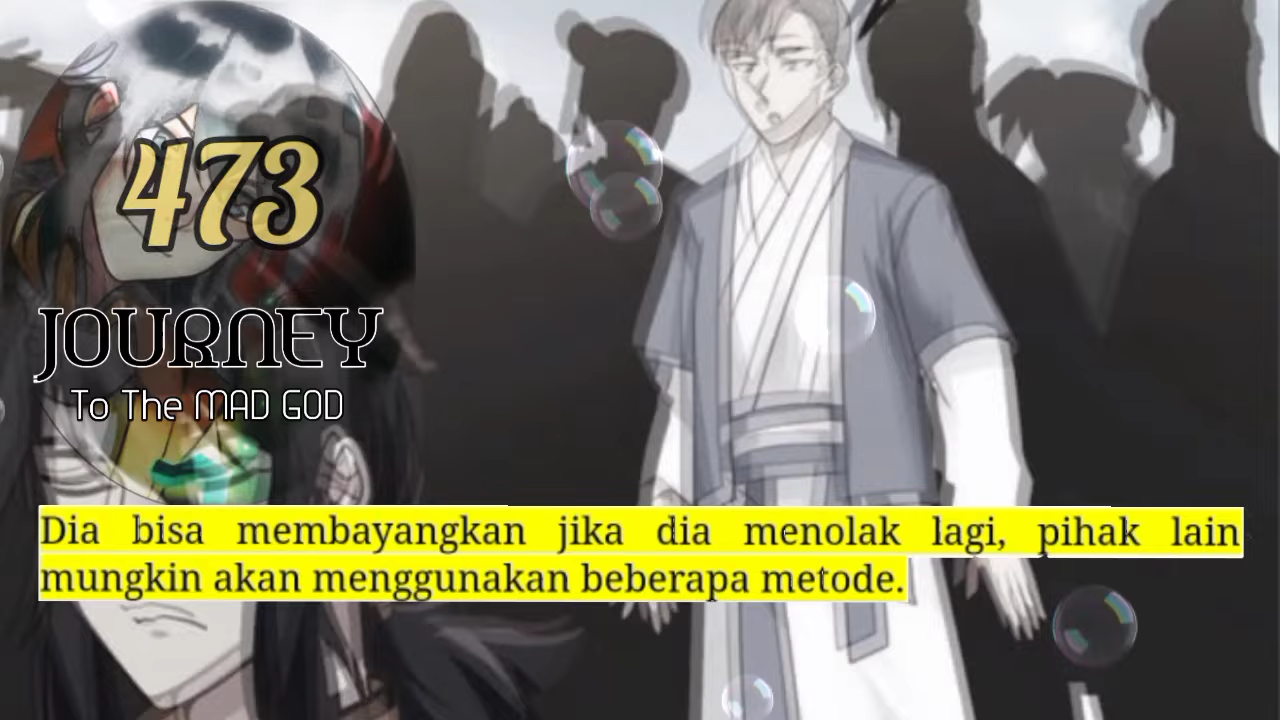 473
JOURNEY
To The MAD GOD
Dia bisa membayangkan jika dia menolak lagi, pihak lain
mungkin akan menggunakan beberapa metode.